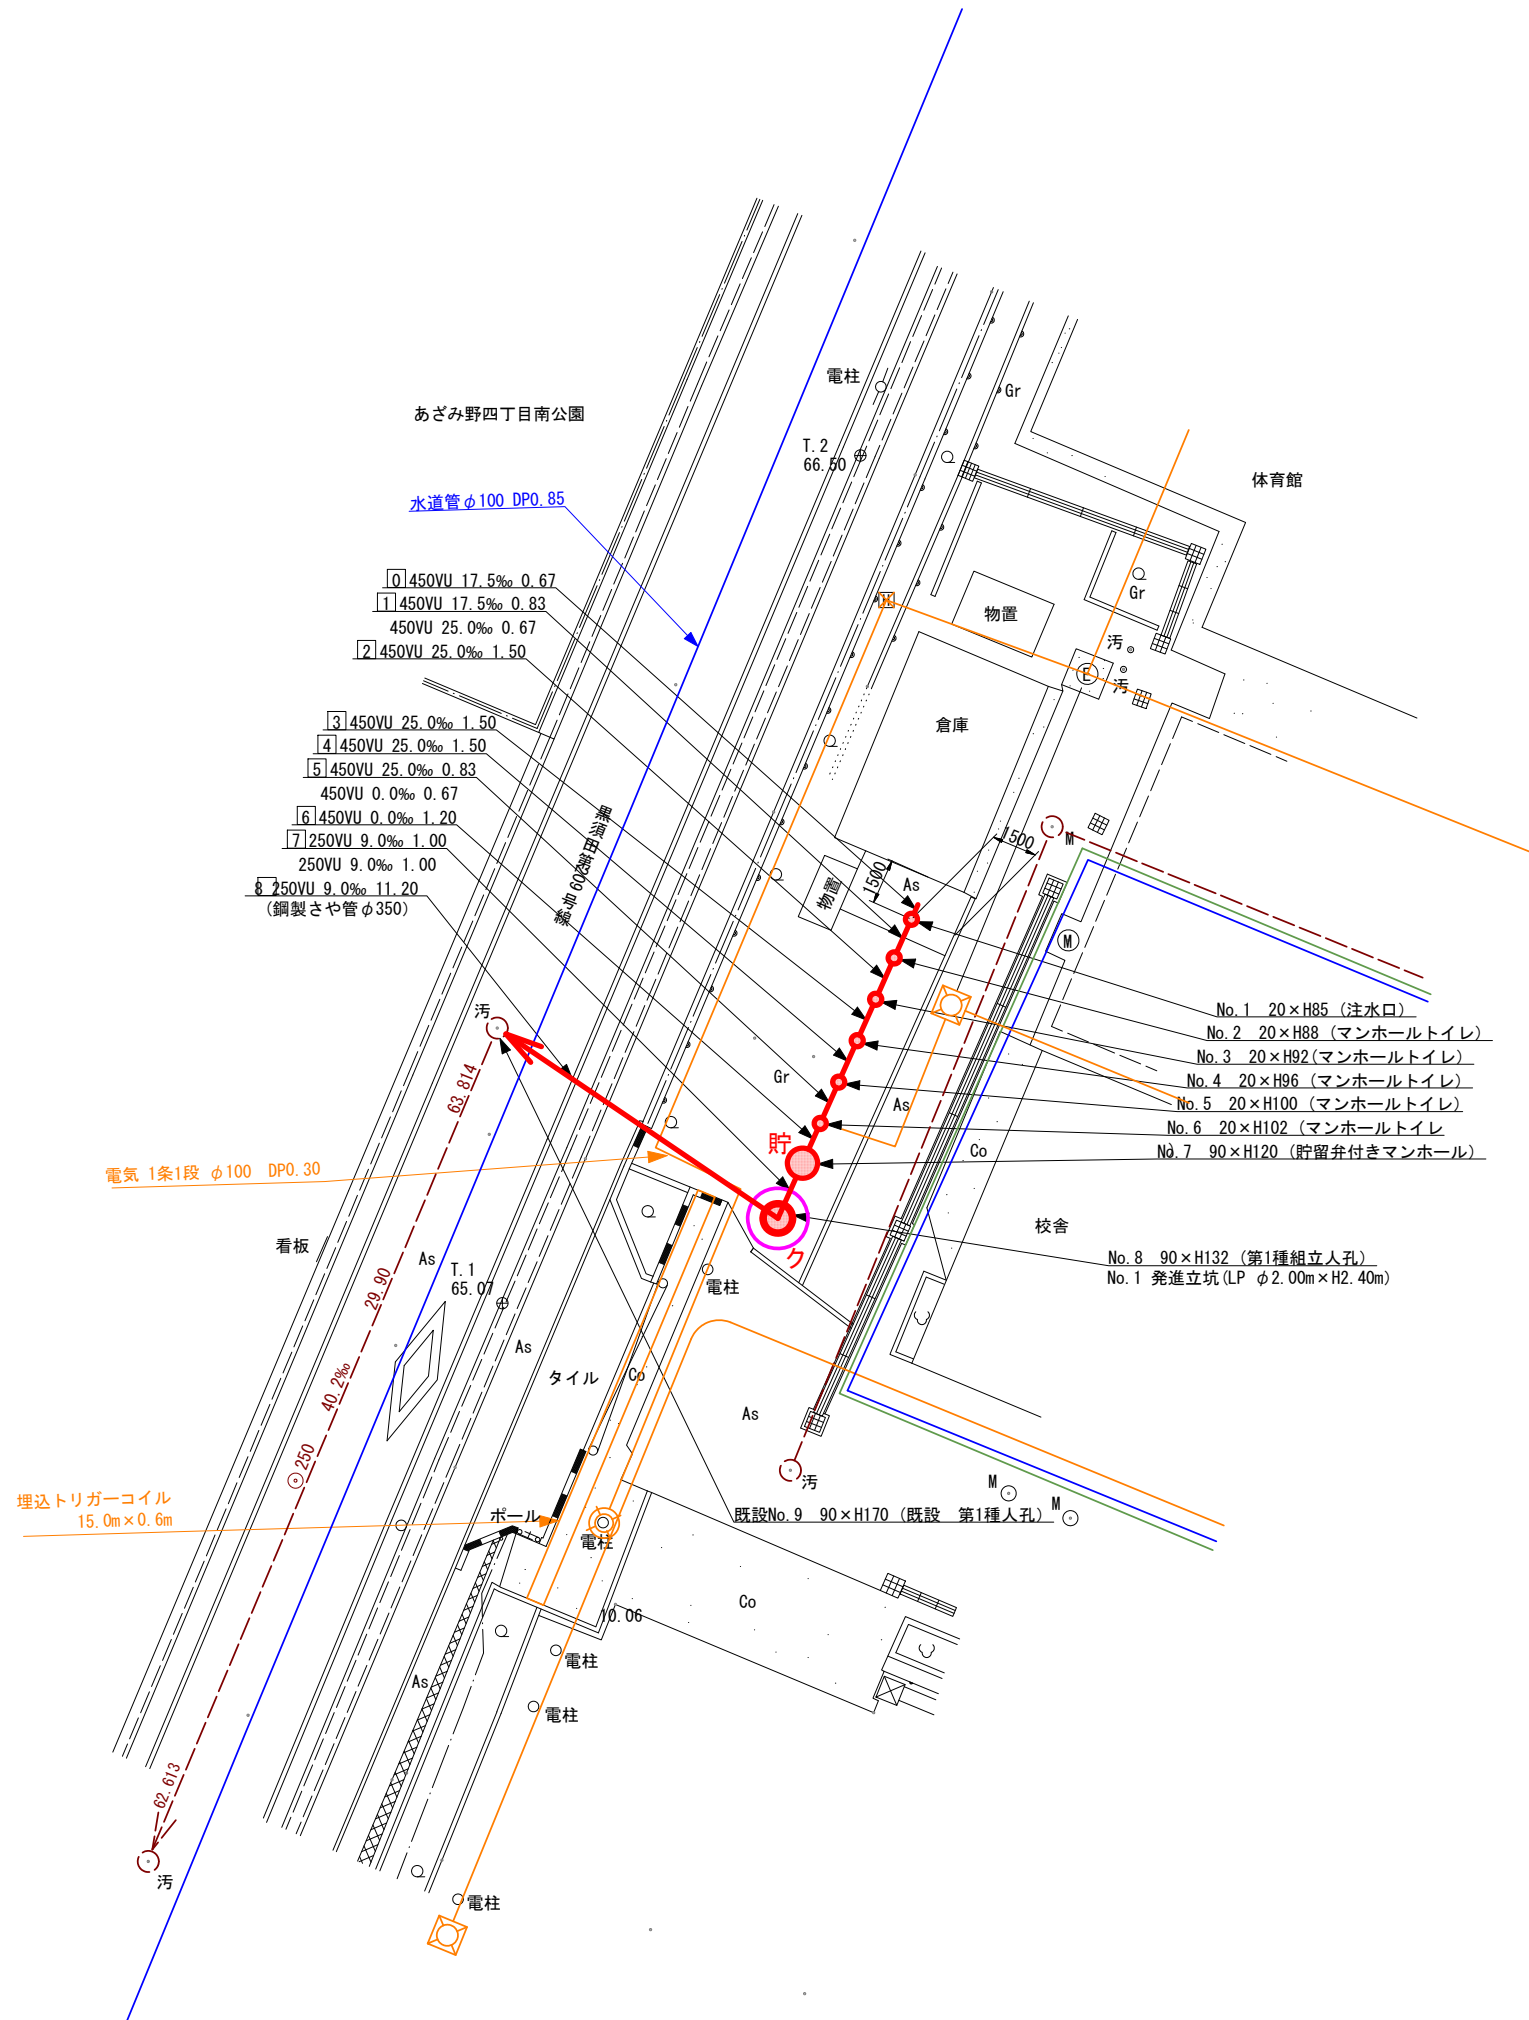 電柱
Gr
あざみ野四丁目南公園
T.2
66.50
体育館
水道管φ100 DP0.85
0 450VU 17.5‰ 0.67
1 450VU 17.5‰ 0.83
450VU 25.0‰ 0.67
2 450VU 25.0‰ 1.50
物置
Gr
汚
汚
E
H
倉庫
3 450VU 25.0‰ 1.50
4 450VU 25.0‰ 1.50
5 450VU 25.0‰ 0.83
450VU 0.0‰ 0.67
6 450VU 0.0‰ 1.20
7 250VU 9.0‰ 1.00
250VU 9.0‰ 1.00
8 250VU 9.0‰ 11.20
(鋼製さや管φ350)
黒須田第603号線
1500
M
1500
As
物置
M
汚
63.814
No.1 20×H85（注水口）
No.2 20×H88（マンホールトイレ）
No.3 20×H92(マンホールトイレ）
No.4 20×H96（マンホールトイレ）
No.5 20×H100（マンホールトイレ）
No.6 20×H102（マンホールトイレ
）
No.7 90×H120（貯留弁付きマンホール）
Gr
As
貯
Co
電気 1条1段 φ100 DP0.30
看板
As
校舎
ク
No.8 90×H132（第1種組立人孔）
No.1 発進立坑(LP φ2.00m×H2.40m)
T.1
65.07
29.90
電柱
As
タイル
Co
40.2‰
As
250
汚
M
M
埋込トリガーコイル
15.0m×0.6m
ポール
既設No.9 90×H170（既設 第1種人孔）
電柱
Co
10.06
電柱
As
電柱
62.613
汚
電柱